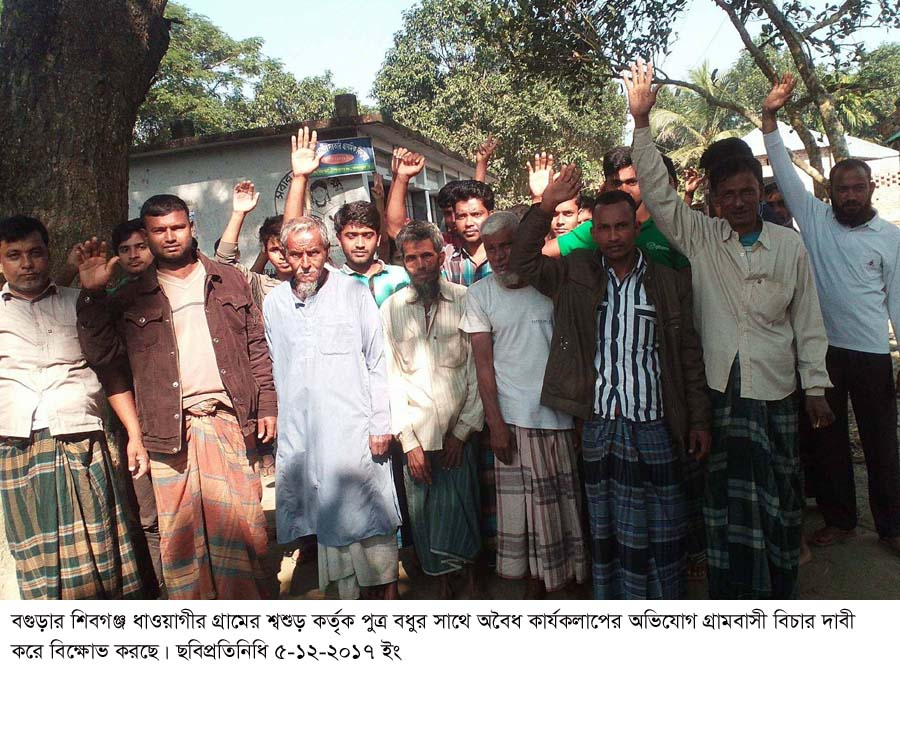 বগুড়ার শিবগঞ্জ ধাওয়াগীর গ্রামের শ্বশুড় কর্তৃক পুত্র বধুর সাথে অবৈধ কার্যকলাপের অভিযোগ গ্রামবাসী বিচার দাবী
করে বিক্ষোভ করছে। ছবিপ্রতিনিধি ৫-১২-২০১৭ ইং